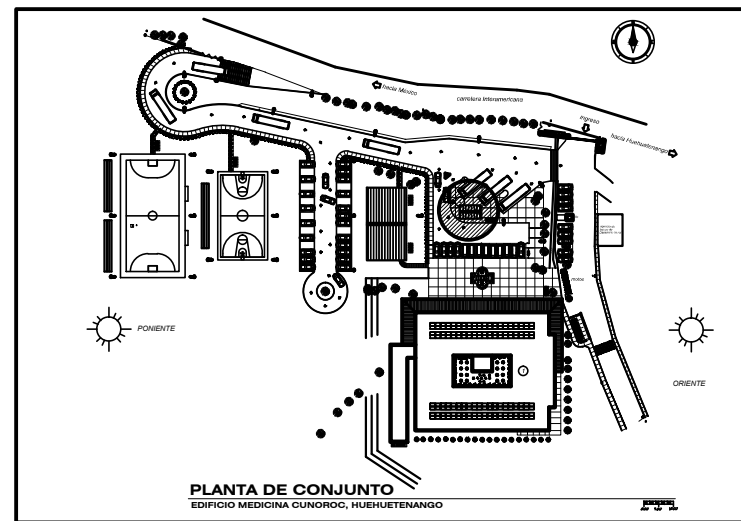 hacia México
carretera Interamericana
ingreso
hacia Huehuetenango
motos
PONIENTE
ORIENTE
PLANTA DE CONJUNTO
EDIFICIO MEDICINA CUNOROC, HUEHUETENANGO